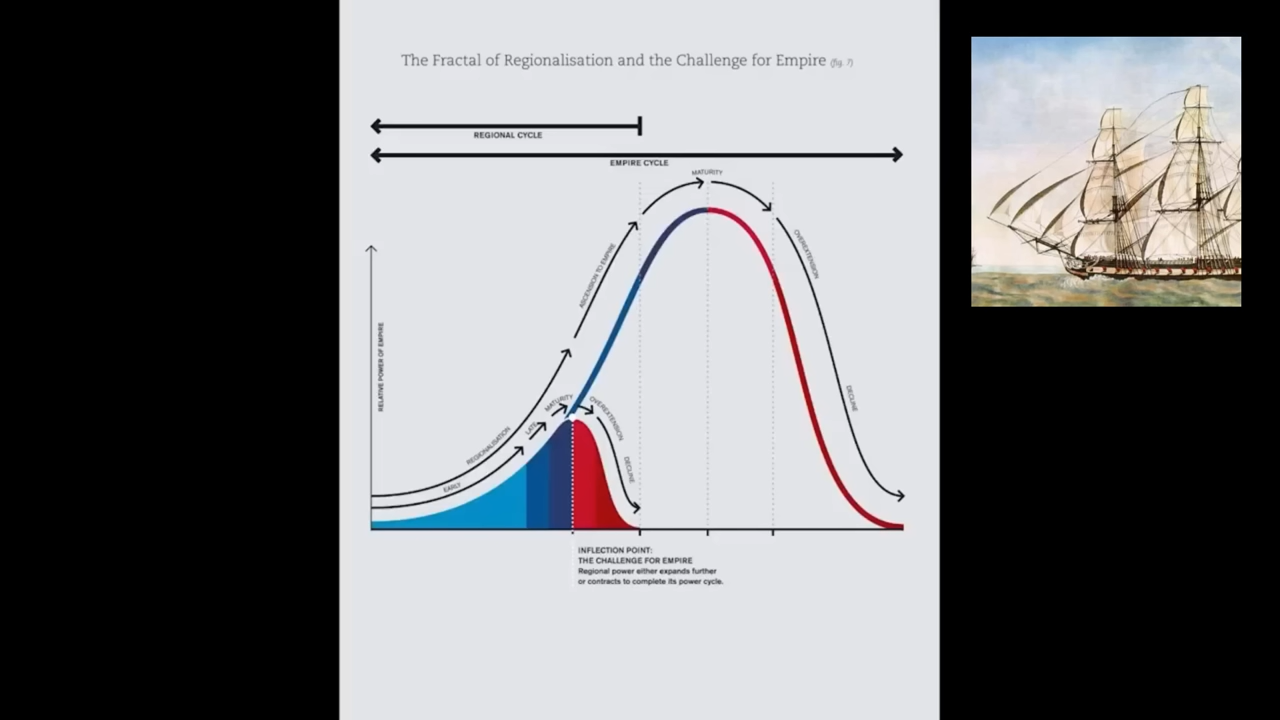 The Fractal of Regionalisation and the Challenge for Empire (fig. 7)
REGIONAL CYCLE
EMPIRE CYCLE
MATURITY
OVEREXTENSION
ASCENSION TO EMPIRE
RELATIVE POWER OF EMPIRE
DECLINE
MATURITY
OVEREXTENSION
LATE
REGIONALISATION
DECLINE
EARLY
INFLECTION POINT:
THE CHALLENGE FOR EMPIRE
Regional power either expands further
or contracts to complete its power cycle.